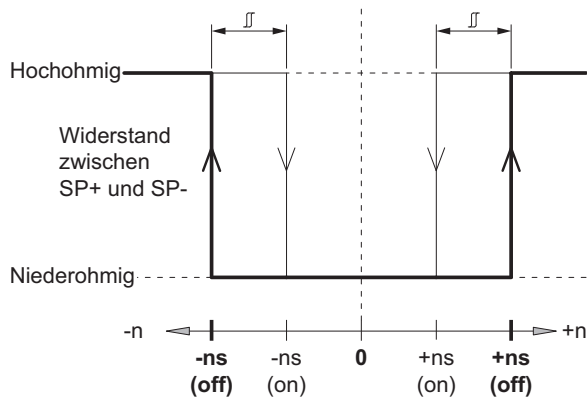 Hochohmig
Widerstand
zwischen
SP+ und SP-
Niederohmig
-n
+n
-ns
(off)
-ns
(on)
0
+ns
(on)
+ns
(off)